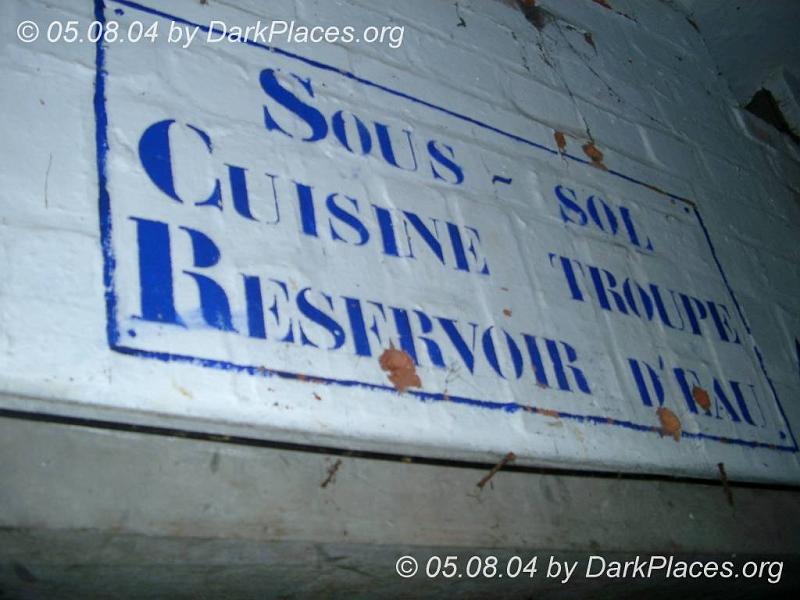 © 05.08.04 by DarkPlaces.org
SOUS ~ SOL
CUISINE TROUPE
RESERVOIR D'EAU
© 05.08.04 by DarkPlaces.org